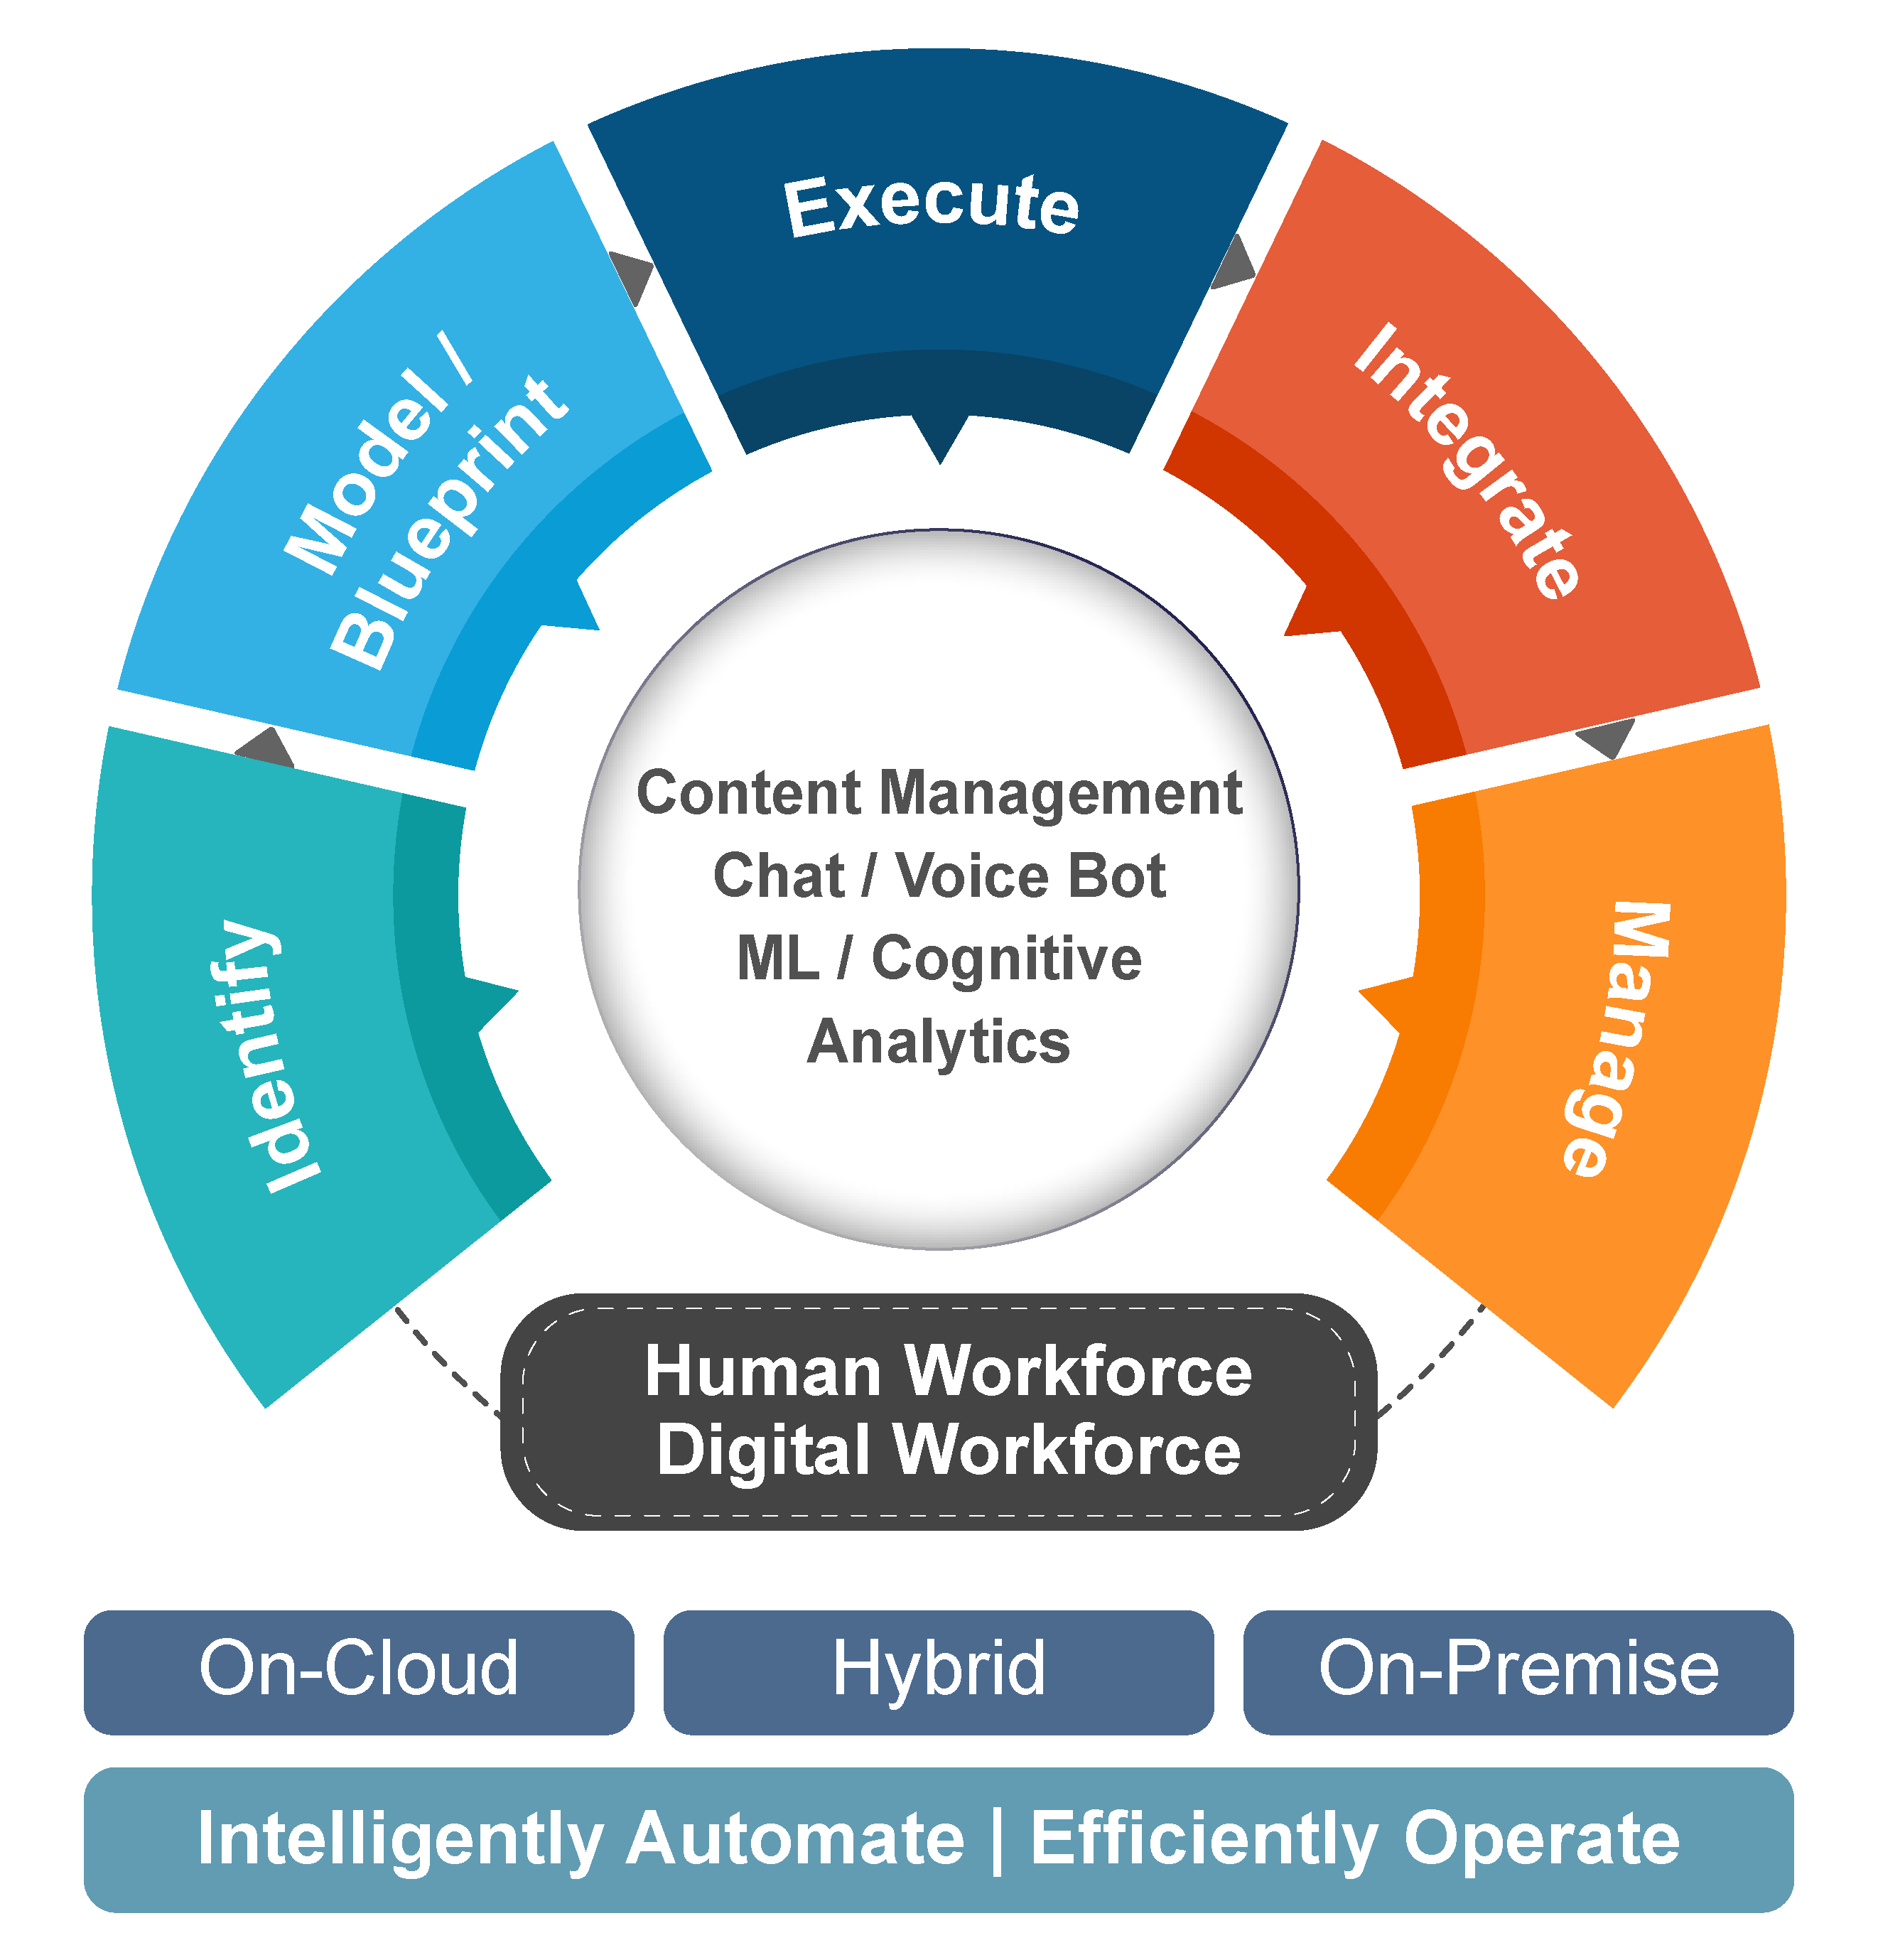 Execute
Model /
Blueprint
Integrate
Identify
Manage
Content Management
Chat / Voice Bot
ML / Cognitive
Analytics
Human Workforce
Digital Workforce
On-Cloud
Hybrid
On-Premise
Intelligently Automate | Efficiently Operate